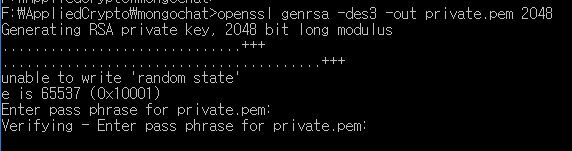 F:₩AppliedCrypto₩mongochat>openssl genrsa -des3 -out private.pem 2048
Generating RSA private key, 2048 bit long modulus
..............................+++
........................................+++
unable to write 'random state'
e is 65537 (0x10001)
Enter pass phrase for private.pem:
Verifying - Enter pass phrase for private.pem: